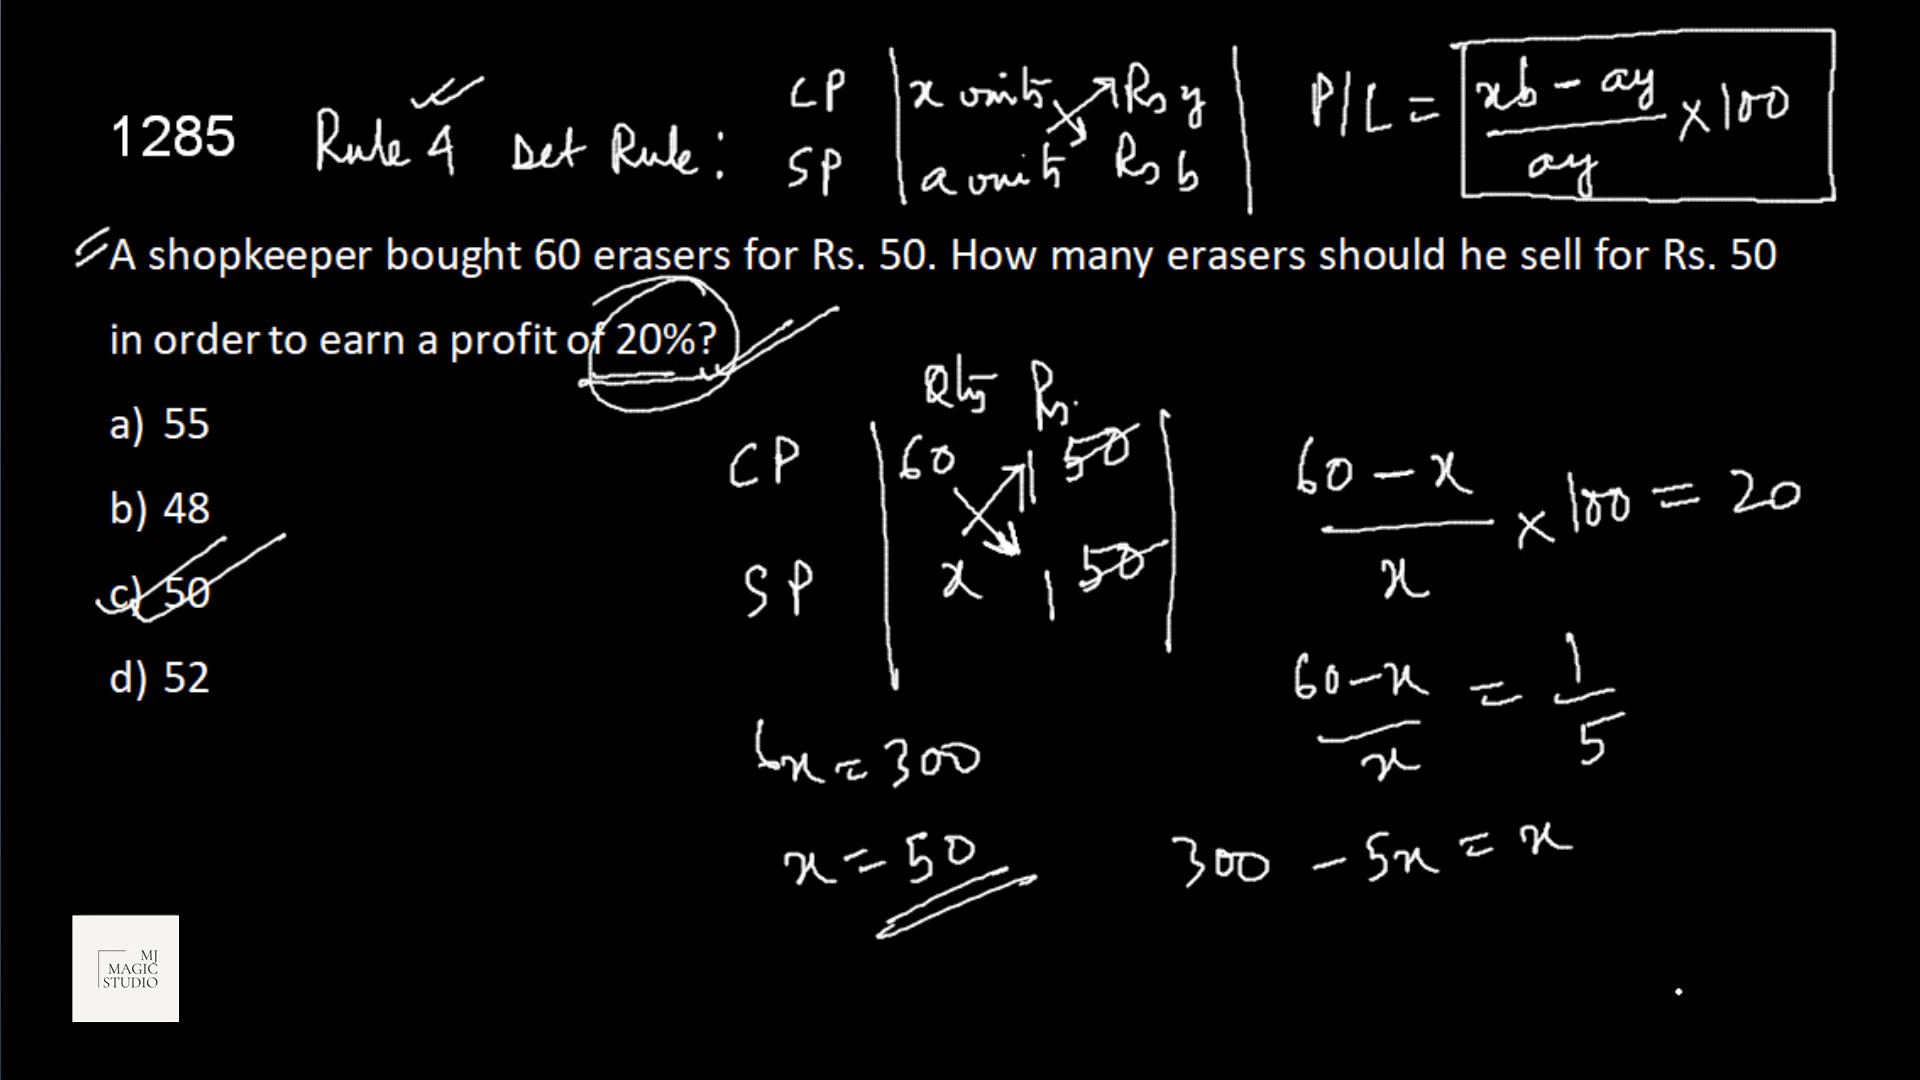 1285 Rule 4 Det Rule: CP x units Rs y P/L = xb - ay / ay × 100
SP a units Rs b
A shopkeeper bought 60 erasers for Rs. 50. How many erasers should he sell for Rs. 50
in order to earn a profit of 20%?
a) 55
b) 48
c) 50
d) 52
Qty Rs.
CP 60 1 50
SP x 1 50
60 - x / x × 100 = 20
60 - x / x = 1 / 5
300 - 5x = x
6x = 300
x = 50
MJ
MAGIC
STUDIO